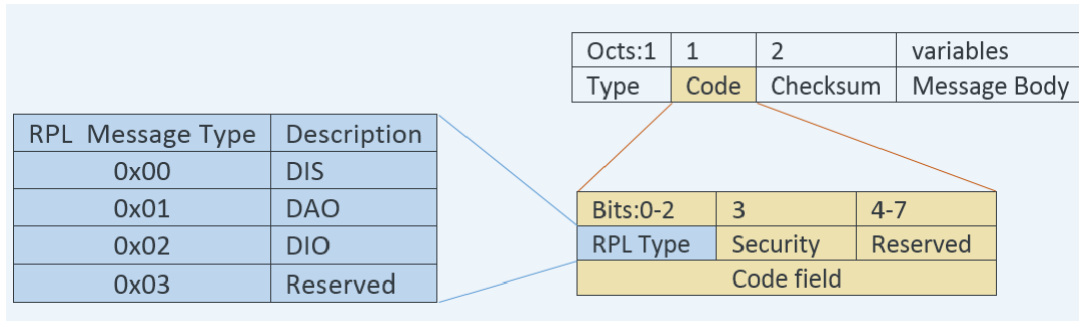 Octs:1 1 2 variables
Type Code Checksum Message Body
RPL Message Type Description
0x00 DIS
0x01 DAO
0x02 DIO
0x03 Reserved
Bits:0-2 3 4-7
RPL Type Security Reserved
Code field